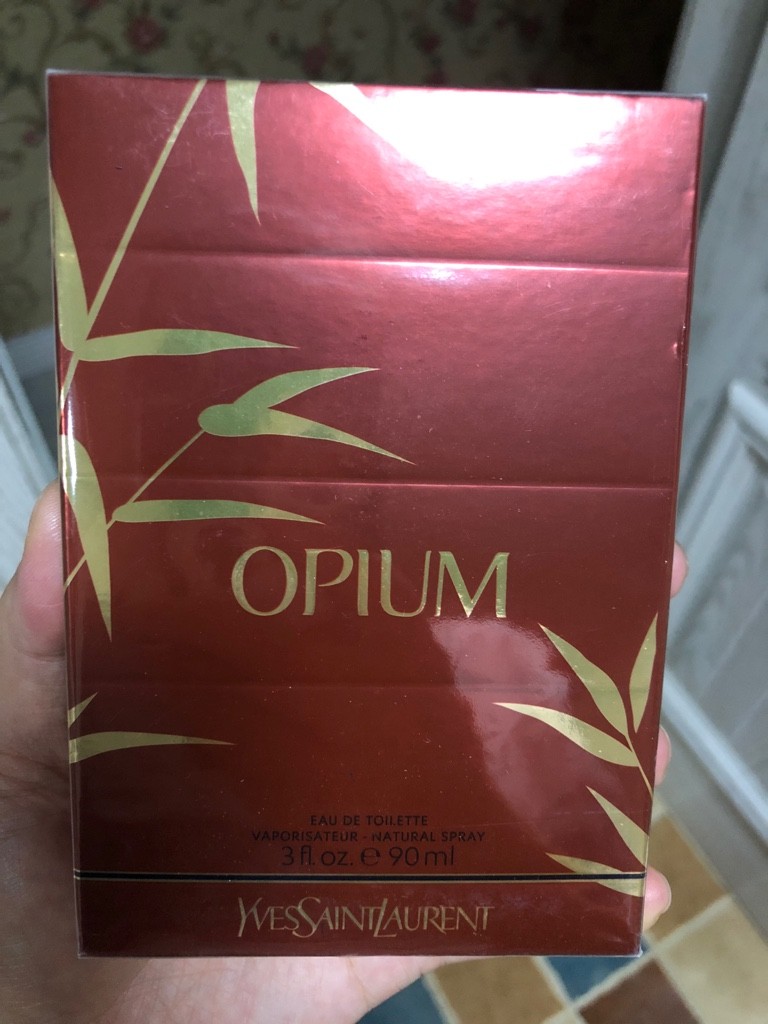 OPIUM
EAU DE TOILETTE
VAPORISATEUR - NATURAL SPRAY
3 fl. oz. e 90 ml
YVESSAINTLAURENT